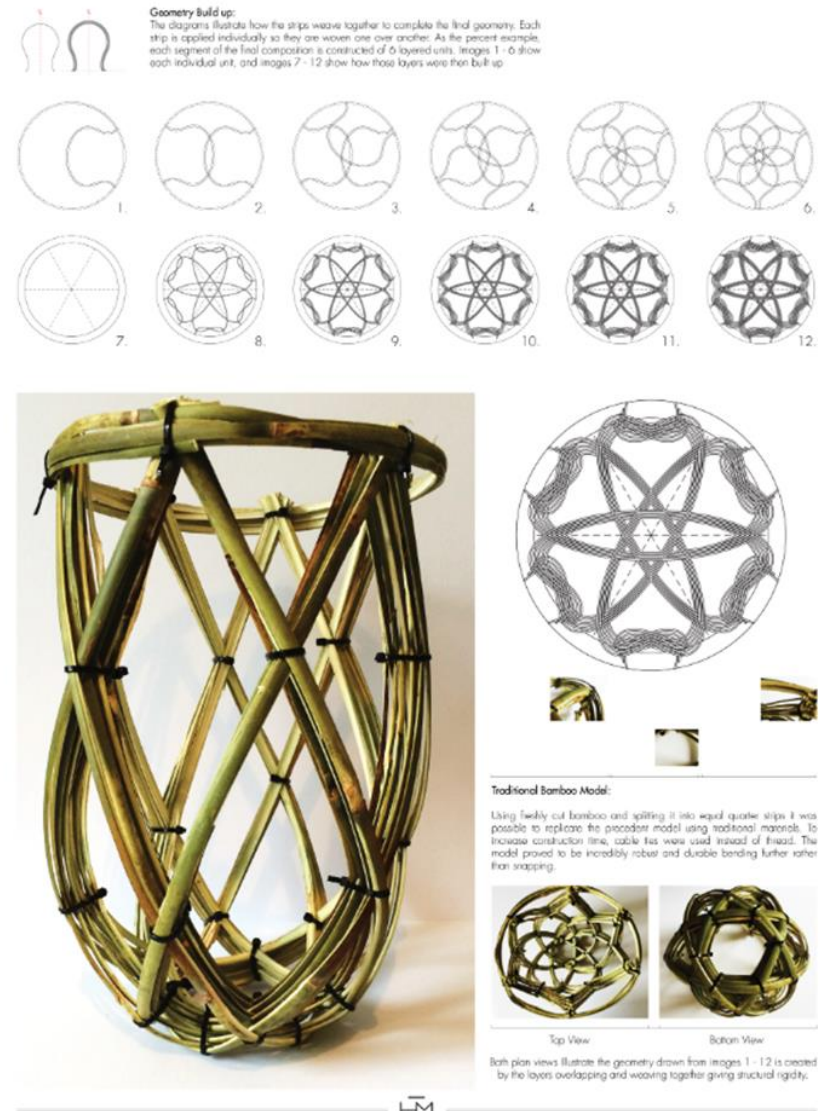 Geometry Build up:
The diagrams illustrate how the strips weave together to complete the final geometry. Each
strip is applied individually so they are woven one over another. As the percent example,
each segment of the final composition is constructed of 6 layered units. Images 1 - 6 show
each individual unit, and images 7 - 12 show how those layers were then built up
1. 2. 3. 4. 5. 6.
7. 8. 9. 10. 11. 12.
Traditional Bamboo Model:
Using freshly cut bamboo and splitting it into equal quarter strips it was
possible to replicate the precedent model using traditional materials. To
increase construction time, cable ties were used instead of thread. The
model proved to be incredibly robust and durable bending further rather
than snapping.
Top View
Bottom View
Both plan views illustrate the geometry drawn from images 1 - 12 is created
by the layers overlapping and weaving together giving structural rigidity.